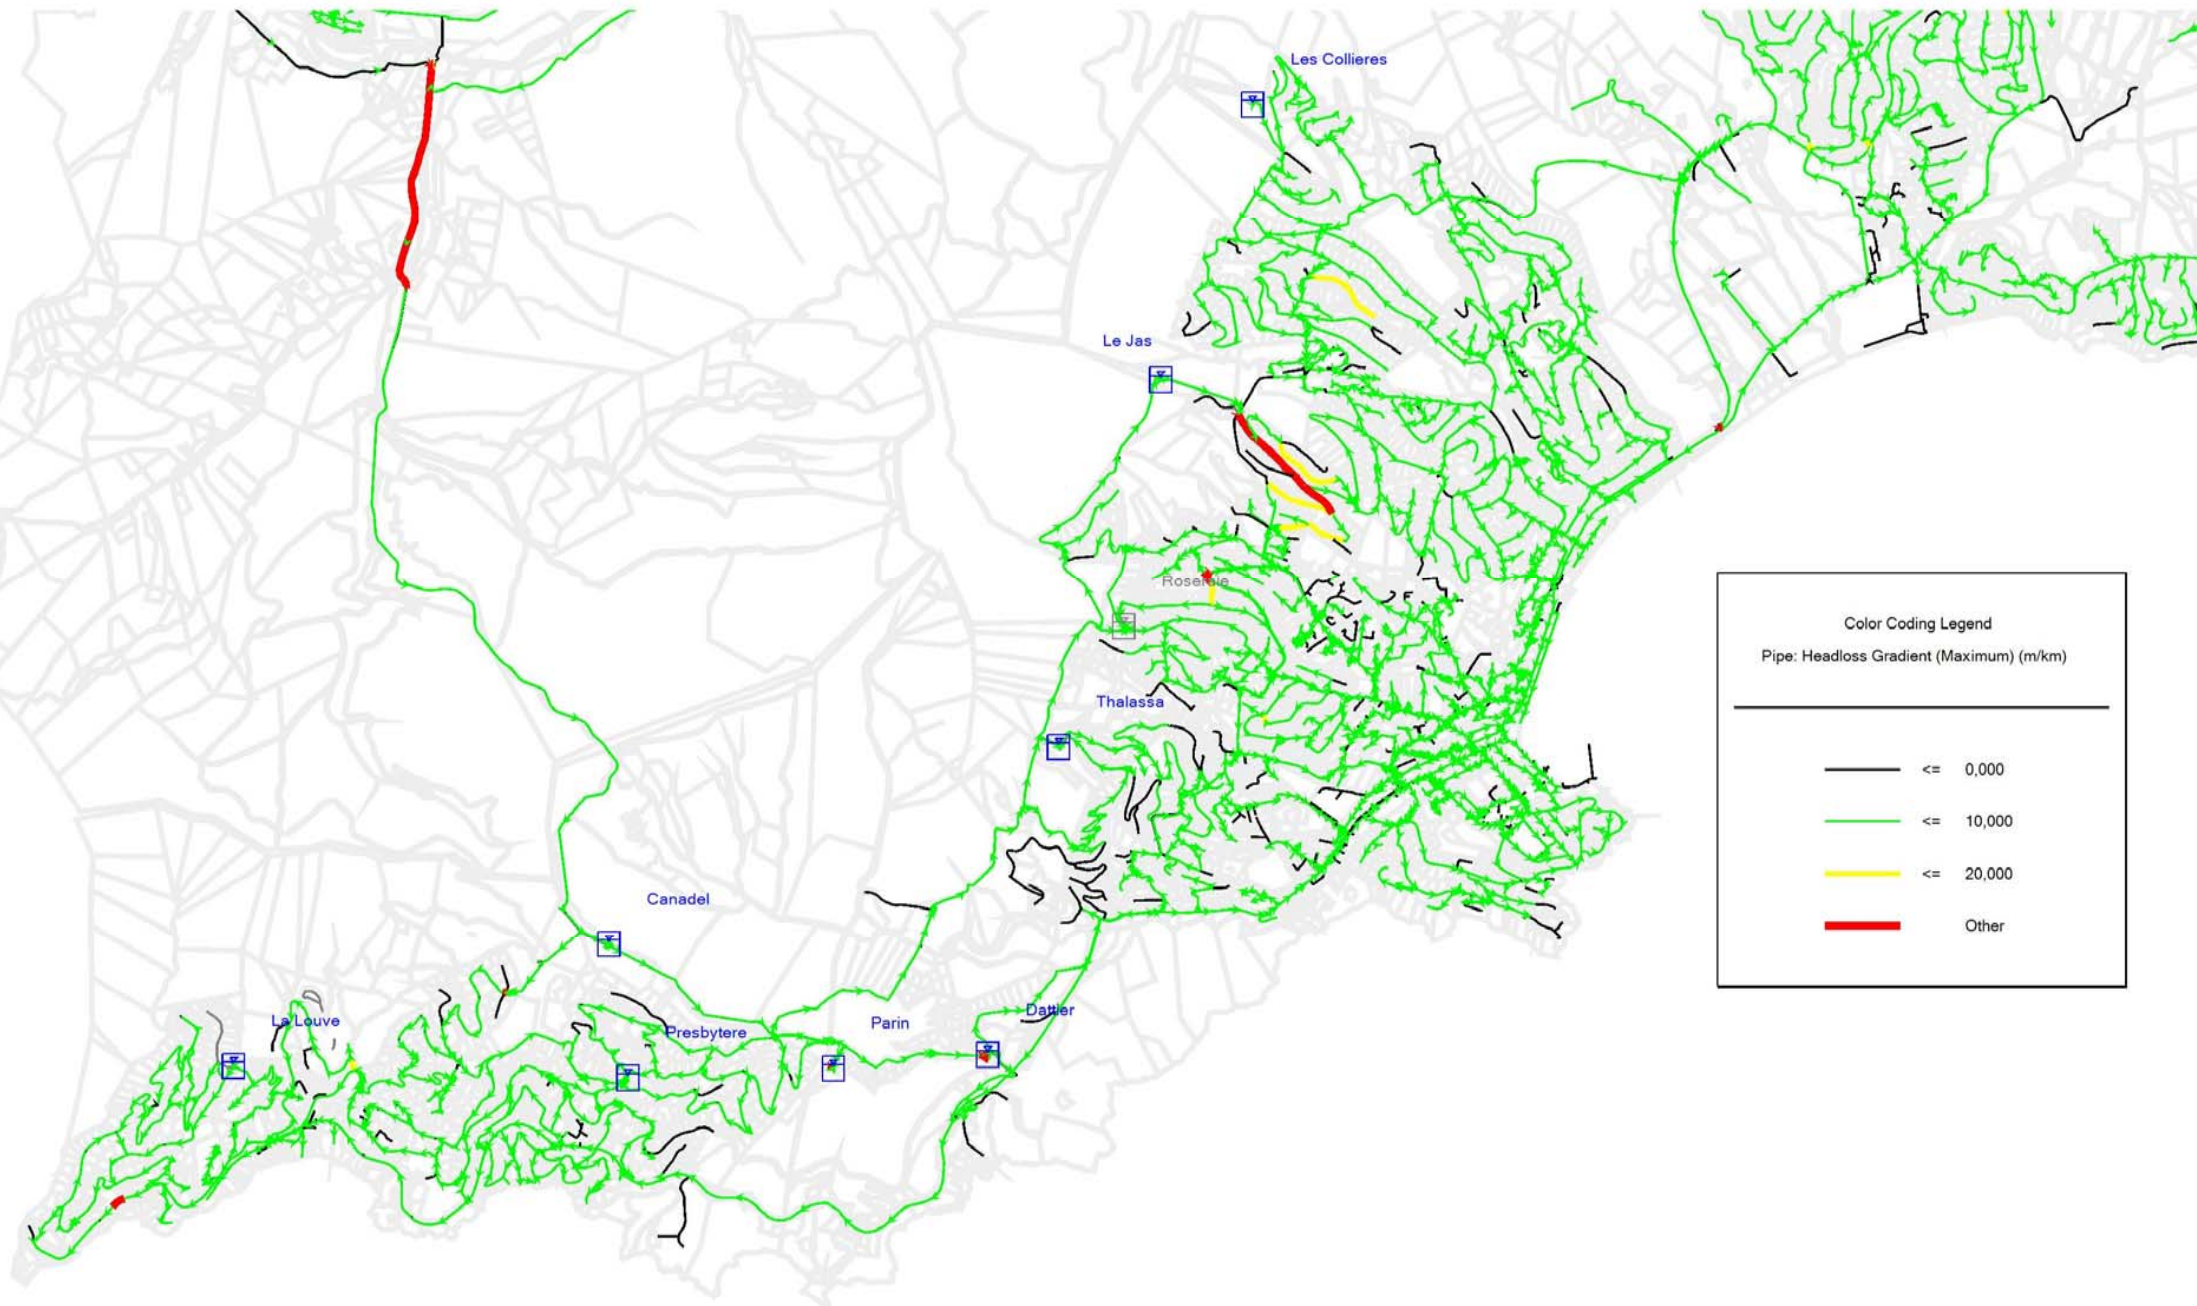 Les Collieres
Le Jas
Roseraie
Thalassa
Canadel
La Louve
Presbytere
Parin
Dattier
Color Coding Legend
Pipe: Headloss Gradient (Maximum) (m/km)
<= 0,000
<= 10,000
<= 20,000
Other